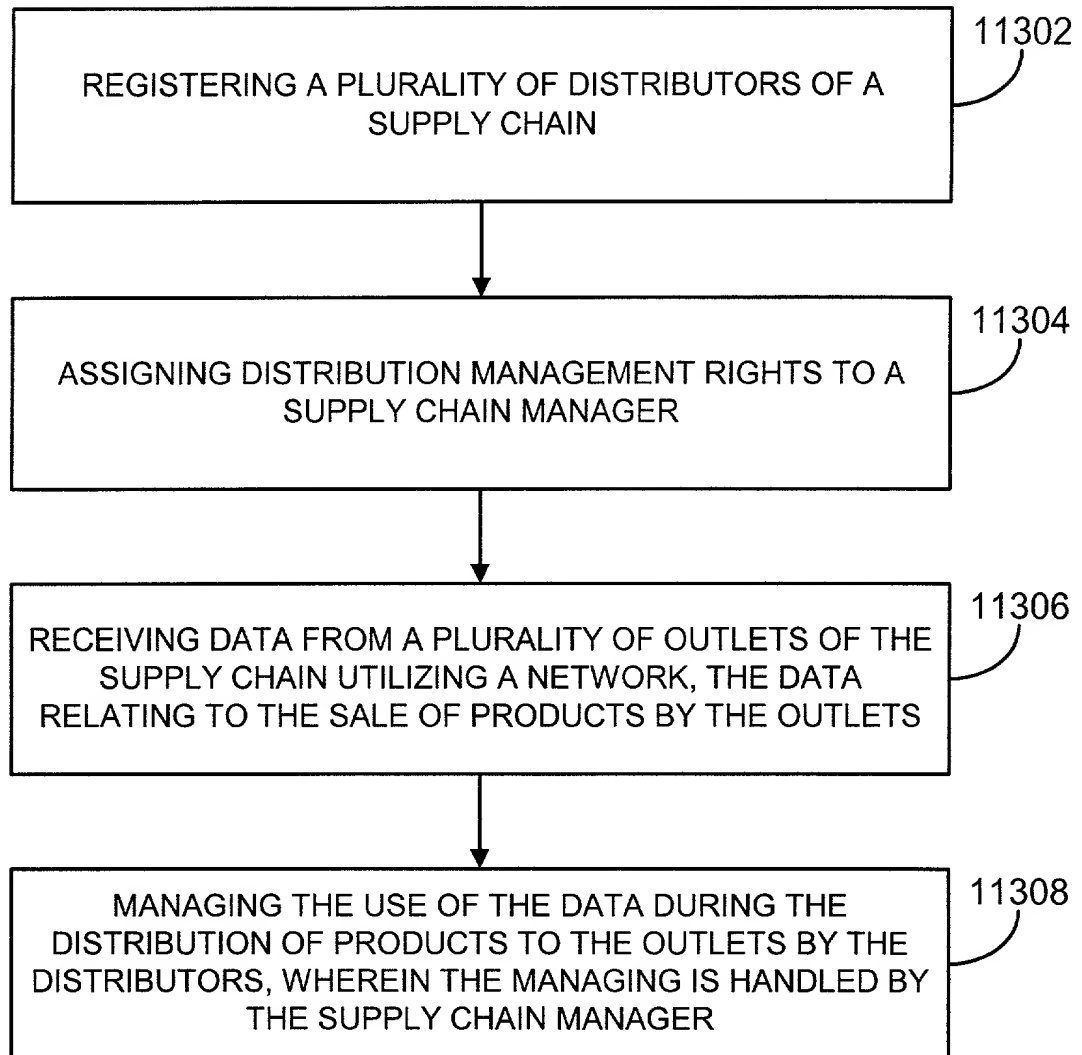 11302
REGISTERING A PLURALITY OF DISTRIBUTORS OF A
SUPPLY CHAIN
11304
ASSIGNING DISTRIBUTION MANAGEMENT RIGHTS TO A
SUPPLY CHAIN MANAGER
11306
RECEIVING DATA FROM A PLURALITY OF OUTLETS OF THE
SUPPLY CHAIN UTILIZING A NETWORK, THE DATA
RELATING TO THE SALE OF PRODUCTS BY THE OUTLETS
11308
MANAGING THE USE OF THE DATA DURING THE
DISTRIBUTION OF PRODUCTS TO THE OUTLETS BY THE
DISTRIBUTORS, WHEREIN THE MANAGING IS HANDLED BY
THE SUPPLY CHAIN MANAGER